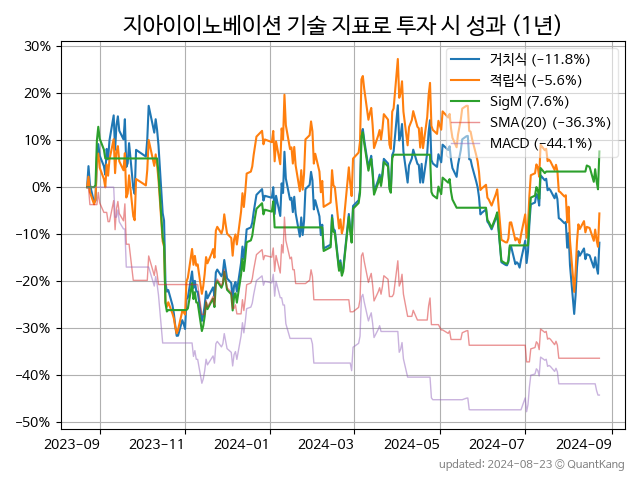 지아이이노베이션 기술 지표로 투자 시 성과 (1년)
30%
20%
10%
0%
−10%
−20%
−30%
−40%
−50%
거치식 (−11.8%)
적립식 (−5.6%)
SigM (7.6%)
SMA(20) (−36.3%)
MACD (−44.1%)
2023-09 2023-11 2024-01 2024-03 2024-05 2024-07 2024-09
updated: 2024-08-23 ⓒ QuantKang